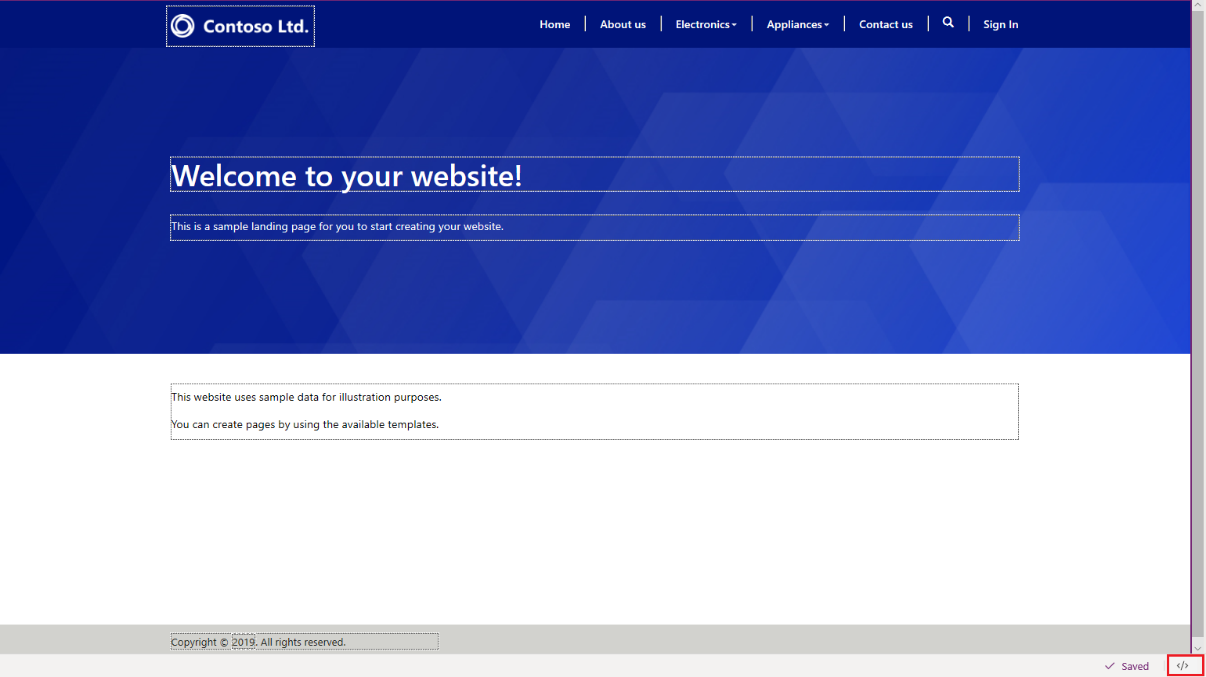 Contoso Ltd. Home About us Electronics Appliances Contact us Sign In
Welcome to your website!
This is a sample landing page for you to start creating your website.
This website uses sample data for illustration purposes.
You can create pages by using the available templates.
Copyright © 2019. All rights reserved.
Saved </>